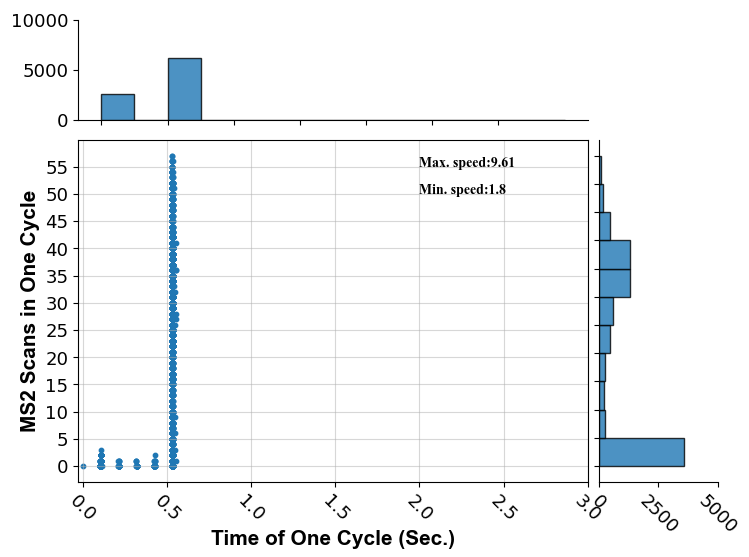 10000
5000
0
55
50
45
40
35
30
25
20
15
10
5
0
MS2 Scans in One Cycle
Max. speed:9.61
Min. speed:1.8
0.0 0.5 1.0 1.5 2.0 2.5 3.0
0 2500 5000
Time of One Cycle (Sec.)